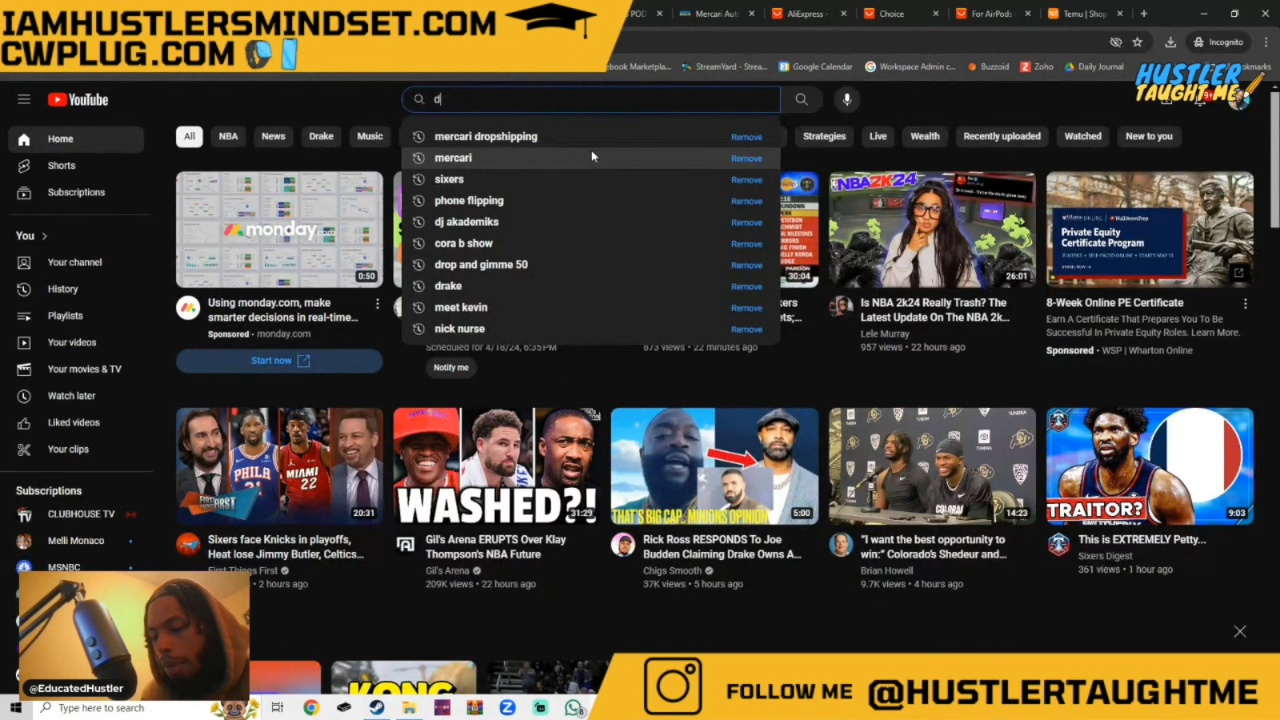 IAMHUSTLERSMINDSET.COM
CWPLUG.COM
POD
Mercari Aut
AliExpress -
Choice
For AirPods
Temu | Shop
Incognito
book Marketpla...
StreamYard - Strea...
Google Calendar
Workspace Admin c...
Buzzoid
Zoho
Daily Journal
HUSTLER
TAUGHT ME
YouTube
d
mercari dropshipping
Remove
mercari
Remove
sixers
Remove
phone flipping
Remove
dj akademiks
Remove
cora b show
Remove
drop and gimme 50
Remove
drake
Remove
meet kevin
Remove
nick nurse
Remove
Home
Shorts
Subscriptions
You
Your channel
History
Playlists
Your videos
Your movies & TV
Watch later
Liked videos
Your clips
Subscriptions
CLUBHOUSE TV
Melli Monaco
MSNBC
All
NBA
News
Drake
Music
Strategies
Live
Wealth
Recently uploaded
Watched
New to you
monday.com
0:50
Using monday.com, make
smarter decisions in real-time...
Sponsored · monday.com
Start now
Scheduled for 4/18/24, 6:35 PM
Notify me
30:04
873 views · 22 minutes ago
NBA2K24
26:01
Is NBA 2k24 Really Trash? The
Latest Update On The NBA 2k...
Lele Murray
957 views · 22 hours ago
Private Equity
Certificate Program
8-Week Online PE Certificate
Earn A Certificate That Prepares You To Be
Successful In Private Equity Roles. Learn More.
Sponsored · WSP | Wharton Online
PHILA
MIAMI
22
FIRST THINGS FIRST
20:31
Sixers face Knicks in playoffs,
Heat lose Jimmy Butler, Celtics...
First Things First
2 hours ago
WASHED?!
31:29
Gil's Arena ERUPTS Over Klay
Thompson's NBA Future
Gil's Arena
209K views · 22 hours ago
THAT'S BIG CAP.. MINIONS OPINION
5:00
Rick Ross RESPONDS To Joe
Budden Claiming Drake Owns A...
Chigs Smooth
37K views · 5 hours ago
14:23
"I want the best opportunity to
win:" Colorado's Shedeur and...
Brian Howell
9.7K views · 4 hours ago
TRAITOR?
9:03
This is EXTREMELY Petty...
Sixers Digest
361 views · 1 hour ago
@EducatedHustler
KONG
Type here to search
FOLLOW ME @HUSTLERTAUGHTME